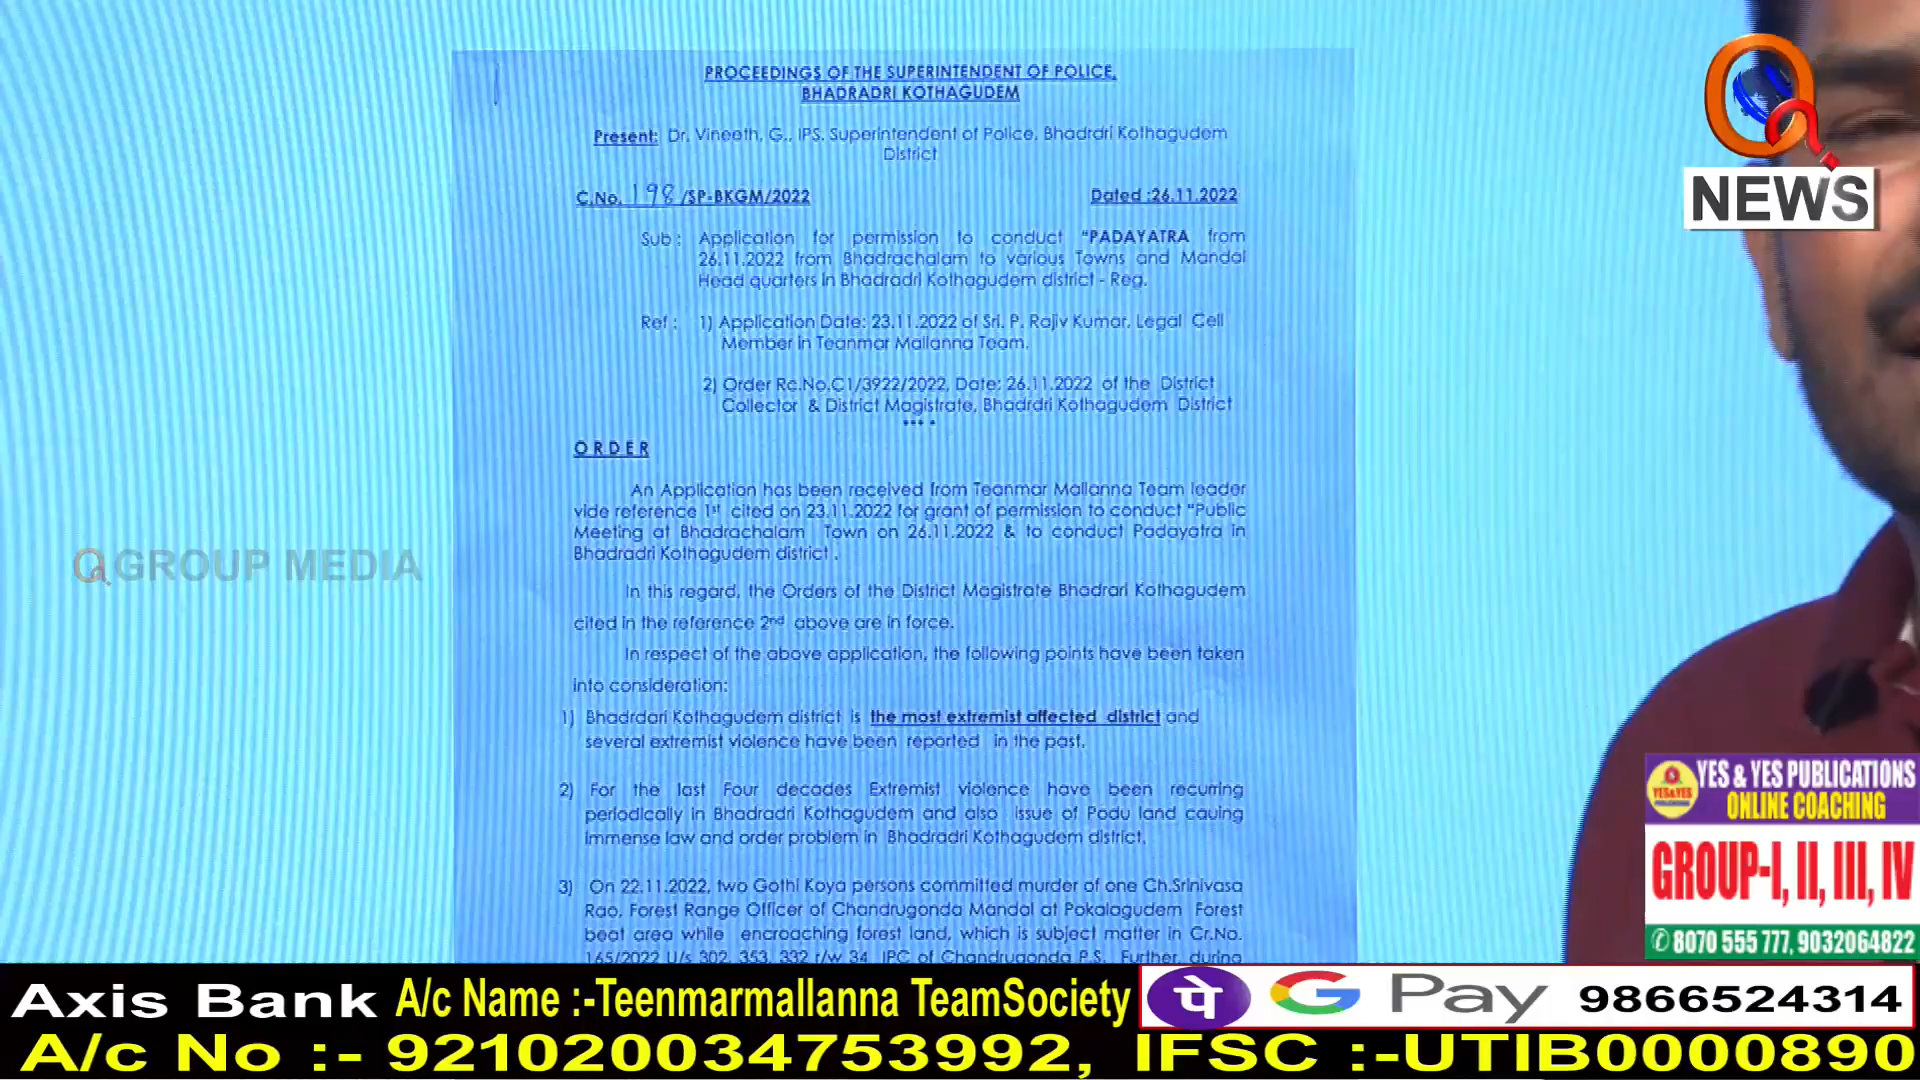 PROCEEDINGS OF THE SUPERINTENDENT OF POLICE,
BHADRADRI KOTHAGUDEM
Present: Dr. Vineeth, G., IPS, Superintendent of Police, Bhadrdri Kothagudem
District
C.No. 198/SP-BKGM/2022 Dated :26.11.2022
Sub : Application for permission to conduct "PADAYATRA from
26.11.2022 from Bhadrachalam to various Towns and Mandal
Head quarters in Bhadradri Kothagudem district - Reg.
Ref : 1) Application Date: 23.11.2022 of Sri. P. Rajiv Kumar, Legal Cell
Member in Teanmar Mallanna Team.
2) Order Rc.No.C1/3922/2022, Date: 26.11.2022 of the District
Collector & District Magistrate, Bhadrdri Kothagudem District
*** *
ORDER
An Application has been received from Teanmar Mallanna Team leader
vide reference 1st cited on 23.11.2022 for grant of permission to conduct "Public
Meeting at Bhadrachalam Town on 26.11.2022 & to conduct Padayatra in
Bhadradri Kothagudem district .
In this regard, the Orders of the District Magistrate Bhadrari Kothagudem
cited in the reference 2nd above are in force.
In respect of the above application, the following points have been taken
into consideration:
1) Bhadrdari Kothagudem district is the most extremist affected district and
several extremist violence have been reported in the past.
2) For the last Four decades Extremist violence have been recurring
periodically in Bhadradri Kothagudem and also issue of Podu land cauing
immense law and order problem in Bhadradri Kothagudem district.
3) On 22.11.2022, two Gothi Koya persons committed murder of one Ch.Srinivasa
Rao, Forest Range Officer of Chandrugonda Mandal at Pokalagudem Forest
beat area while encroaching forest land, which is subject matter in Cr.No.
165/2022 U/s 302, 353, 332 r/w 34 IPC of Chandrugonda P.S. Further, during
Q GROUP MEDIA
Q
NEWS
YES & YES PUBLICATIONS
ONLINE COACHING
GROUP-I, II, III, IV
8070 555 777, 9032064822
Axis Bank A/c Name :-Teenmarmallanna TeamSociety पे G Pay 9866524314
A/c No :- 921020034753992, IFSC :-UTIB0000890